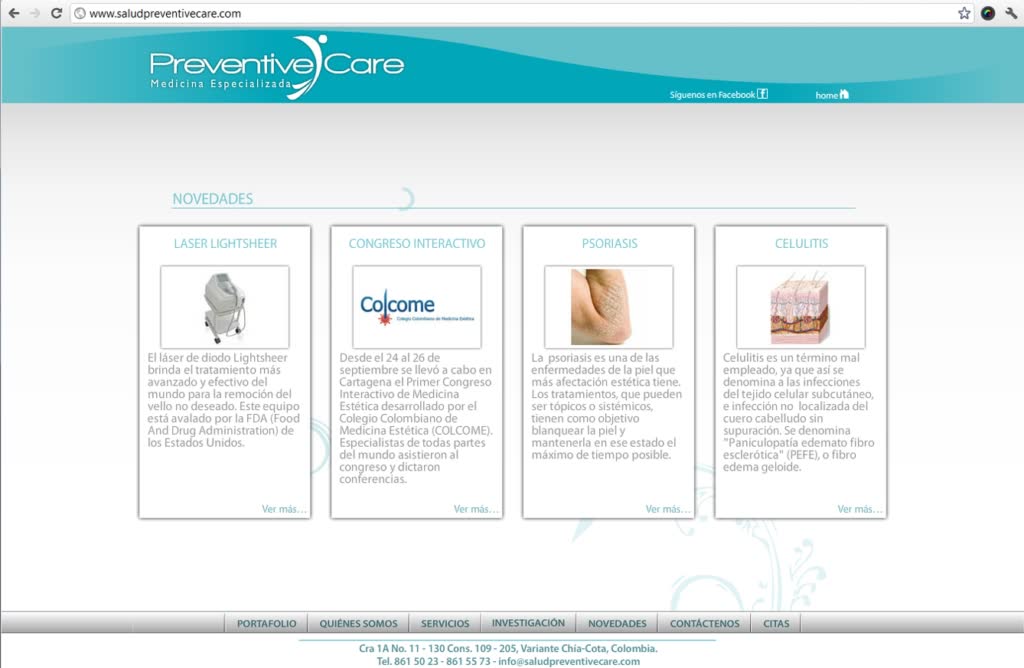 www.saludpreventivecare.com
Preventive Care
Medicina Especializada
Síguenos en Facebook f
home
NOVEDADES
LASER LIGHTSHEER
El láser de diodo Lightsheer
brinda el tratamiento más
avanzado y efectivo del
mundo para la remoción del
vello no deseado. Este equipo
está avalado por la FDA (Food
And Drug Administration) de
los Estados Unidos.
Ver más...
CONGRESO INTERACTIVO
Colcome
Colegio Colombiano de Medicina Estética
Desde el 24 al 26 de
septiembre se llevó a cabo en
Cartagena el Primer Congreso
Interactivo de Medicina
Estética desarrollado por el
Colegio Colombiano de
Medicina Estética (COLCOME).
Especialistas de todas partes
del mundo asistieron al
congreso y dictaron
conferencias.
Ver más...
PSORIASIS
La psoriasis es una de las
enfermedades de la piel que
más afectación estética tiene.
Los tratamientos, que pueden
ser tópicos o sistémicos,
tienen como objetivo
blanquear la piel y
mantenerla en ese estado el
máximo de tiempo posible.
Ver más...
CELULITIS
Celulitis es un término mal
empleado, ya que así se
denomina a las infecciones
del tejido celular subcutáneo,
e infección no localizada del
cuero cabelludo sin
supuración. Se denomina
"Paniculopatía edemato fibro
esclerótica" (PEFE), o fibro
edema geloide.
Ver más...
PORTAFOLIO QUIÉNES SOMOS SERVICIOS INVESTIGACIÓN NOVEDADES CONTÁCTENOS CITAS
Cra 1A No. 11 - 130 Cons. 109 - 205, Variante Chía-Cota, Colombia.
Tel. 861 50 23 - 861 55 73 - info@saludpreventivecare.com